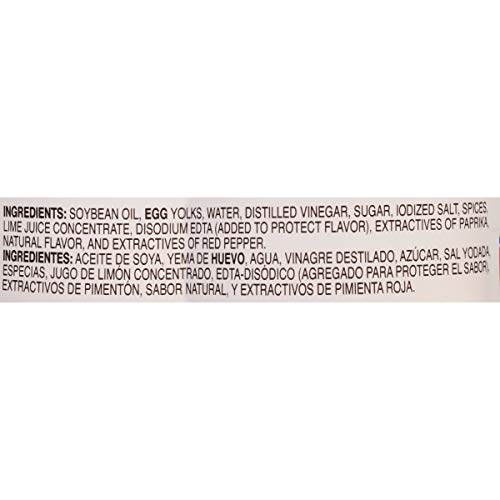 INGREDIENTS: SOYBEAN OIL, EGG YOLKS, WATER, DISTILLED VINEGAR, SUGAR, IODIZED SALT, SPICES,
LIME JUICE CONCENTRATE, DISODIUM EDTA (ADDED TO PROTECT FLAVOR), EXTRACTIVES OF PAPRIKA,
NATURAL FLAVOR, AND EXTRACTIVES OF RED PEPPER.
INGREDIENTES: ACEITE DE SOYA, YEMA DE HUEVO, AGUA, VINAGRE DESTILADO, AZÚCAR, SAL YODADA,
ESPECIAS, JUGO DE LIMÓN CONCENTRADO, EDTA-DISÓDICO (AGREGADO PARA PROTEGER EL SABOR),
EXTRACTIVOS DE PIMENTÓN, SABOR NATURAL, Y EXTRACTIVOS DE PIMIENTA ROJA.